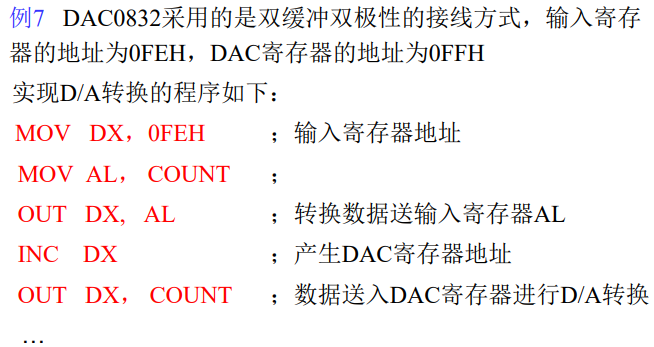 例7 DAC0832采用的是双缓冲双极性的接线方式，输入寄存
器的地址为0FEH，DAC寄存器的地址为0FFH
实现D/A转换的程序如下：
MOV DX，0FEH ；输入寄存器地址
MOV AL， COUNT ；
OUT DX, AL ；转换数据送输入寄存器AL
INC DX ；产生DAC寄存器地址
OUT DX， COUNT ；数据送入DAC寄存器进行D/A转换
…